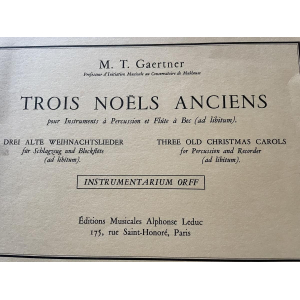 M. T. Gaertner
Professeur d'Initiation Musicale au Conservatoire de Mulhouse
TROIS NOËLS ANCIENS
pour Instruments à Percussion et Flûte à Bec (ad libitum).
DREI ALTE WEIHNACHTSLIEDER
für Schlagzug und Blockflöte
(ad libitum).
THREE OLD CHRISTMAS CAROLS
for Percussion and Recorder
(ad libitum).
INSTRUMENTARIUM ORFF
Éditions Musicales Alphonse Leduc
175, rue Saint-Honoré, Paris